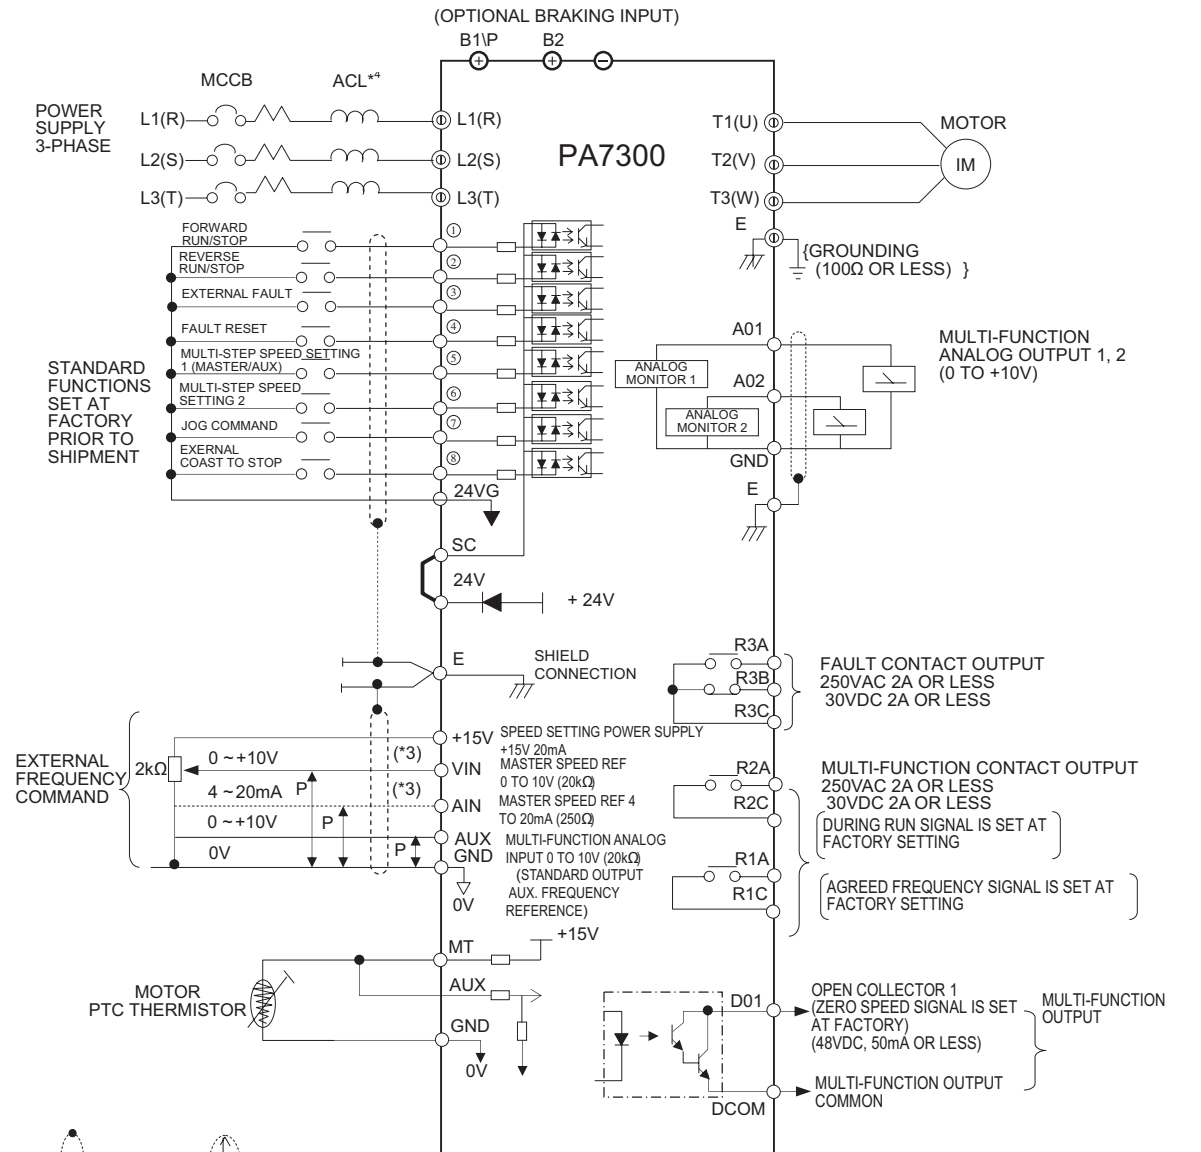 (OPTIONAL BRAKING INPUT)
B1\P
B2
MCCB
ACL*4
POWER
SUPPLY
3-PHASE
L1(R)
L1(R)
L2(S)
L2(S)
L3(T)
L3(T)
PA7300
T1(U)
T2(V)
T3(W)
MOTOR
IM
E
{GROUNDING
(100Ω OR LESS) }
STANDARD
FUNCTIONS
SET AT
FACTORY
PRIOR TO
SHIPMENT
FORWARD
RUN/STOP
①
REVERSE
RUN/STOP
②
EXTERNAL FAULT
③
FAULT RESET
④
MULTI-STEP SPEED SETTING
1 (MASTER/AUX)
⑤
MULTI-STEP SPEED
SETTING 2
⑥
JOG COMMAND
⑦
EXERNAL
COAST TO STOP
⑧
24VG
SC
24V
+ 24V
A01
ANALOG
MONITOR 1
A02
ANALOG
MONITOR 2
GND
E
MULTI-FUNCTION
ANALOG OUTPUT 1, 2
(0 TO +10V)
E
SHIELD
CONNECTION
R3A
R3B
R3C
FAULT CONTACT OUTPUT
250VAC 2A OR LESS
30VDC 2A OR LESS
EXTERNAL
FREQUENCY
COMMAND
2kΩ
0 ~ +10V
(*3)
4 ~20mA
(*3)
0 ~ +10V
0V
P
P
P
+15V
VIN
AIN
AUX
GND
0V
SPEED SETTING POWER SUPPLY
+15V 20mA
MASTER SPEED REF
0 TO 10V (20kΩ)
MASTER SPEED REF 4
TO 20mA (250Ω)
MULTI-FUNCTION ANALOG
INPUT 0 TO 10V (20kΩ)
(STANDARD OUTPUT
AUX. FREQUENCY
REFERENCE)
R2A
R2C
R1A
R1C
MULTI-FUNCTION CONTACT OUTPUT
250VAC 2A OR LESS
30VDC 2A OR LESS
DURING RUN SIGNAL IS SET AT
FACTORY SETTING
AGREED FREQUENCY SIGNAL IS SET AT
FACTORY SETTING
MOTOR
PTC THERMISTOR
MT
+15V
AUX
GND
0V
D01
DCOM
OPEN COLLECTOR 1
(ZERO SPEED SIGNAL IS SET
AT FACTORY)
(48VDC, 50mA OR LESS)
MULTI-FUNCTION
OUTPUT
MULTI-FUNCTION OUTPUT
COMMON